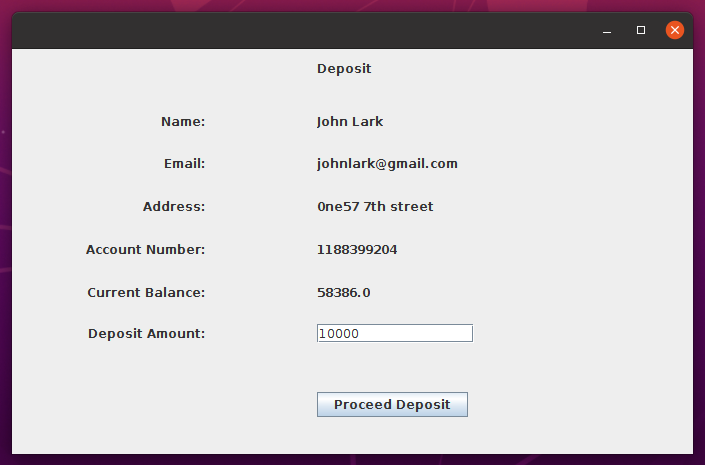 Deposit
Name: John Lark
Email: johnlark@gmail.com
Address: 0ne57 7th street
Account Number: 1188399204
Current Balance: 58386.0
Deposit Amount: 10000
Proceed Deposit